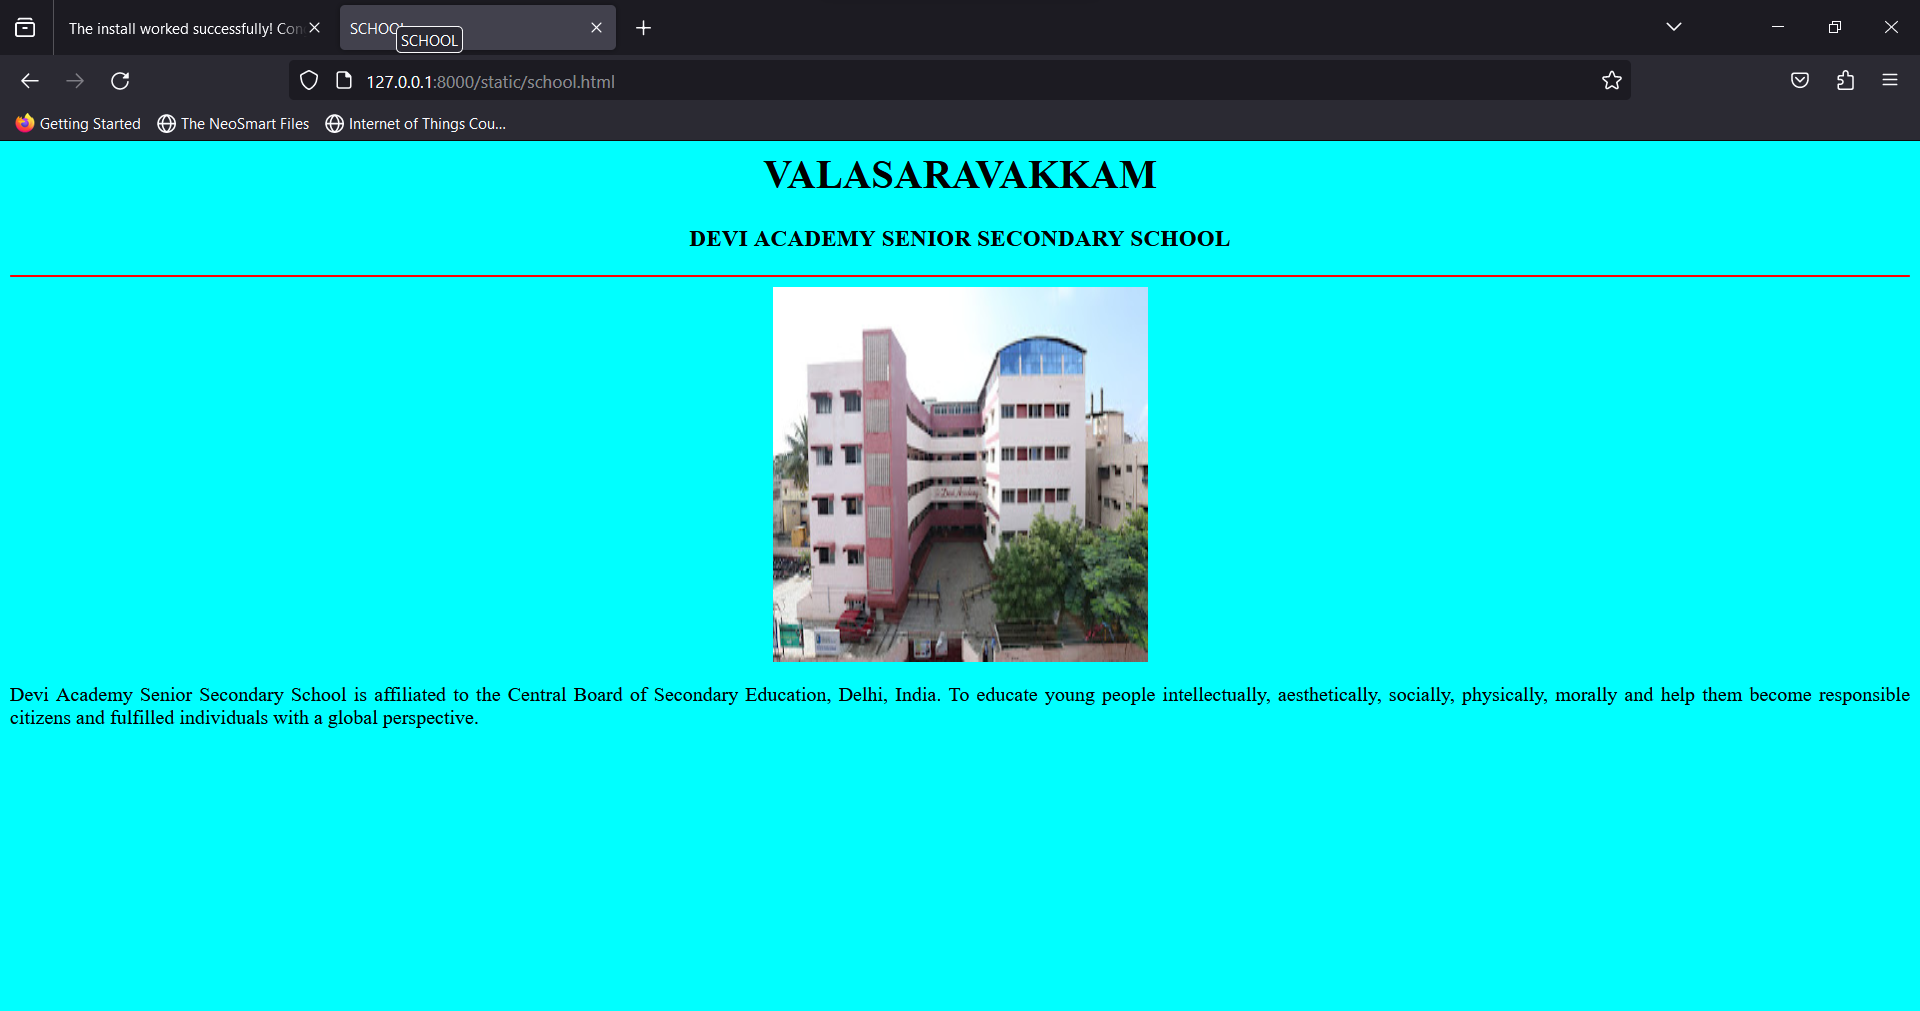 The install worked successfully! Con
SCHOOL
SCHOOL
127.0.0.1:8000/static/school.html
Getting Started
The NeoSmart Files
Internet of Things Cou...
VALASARAVAKKAM
DEVI ACADEMY SENIOR SECONDARY SCHOOL
Devi Academy
Devi Academy Senior Secondary School is affiliated to the Central Board of Secondary Education, Delhi, India. To educate young people intellectually, aesthetically, socially, physically, morally and help them become responsible
citizens and fulfilled individuals with a global perspective.